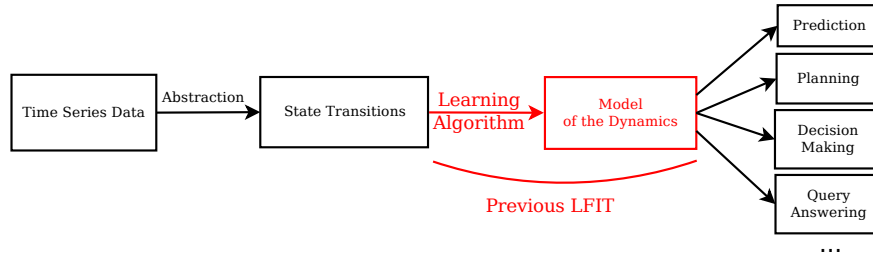 Time Series Data
Abstraction
State Transitions
Learning
Algorithm
Model
of the Dynamics
Previous LFIT
Prediction
Planning
Decision
Making
Query
Answering
...